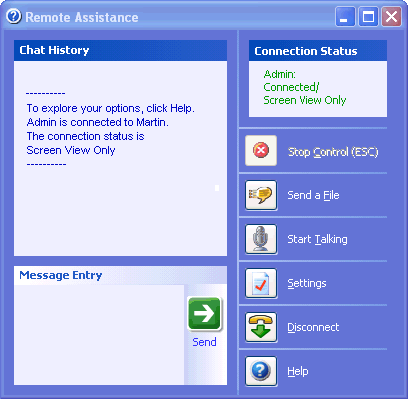 Remote Assistance
Chat History
----------
To explore your options, click Help.
Admin is connected to Martin.
The connection status is
Screen View Only
----------
Message Entry
Send
Connection Status
Admin:
Connected/
Screen View Only
Stop Control (ESC)
Send a File
Start Talking
Settings
Disconnect
Help